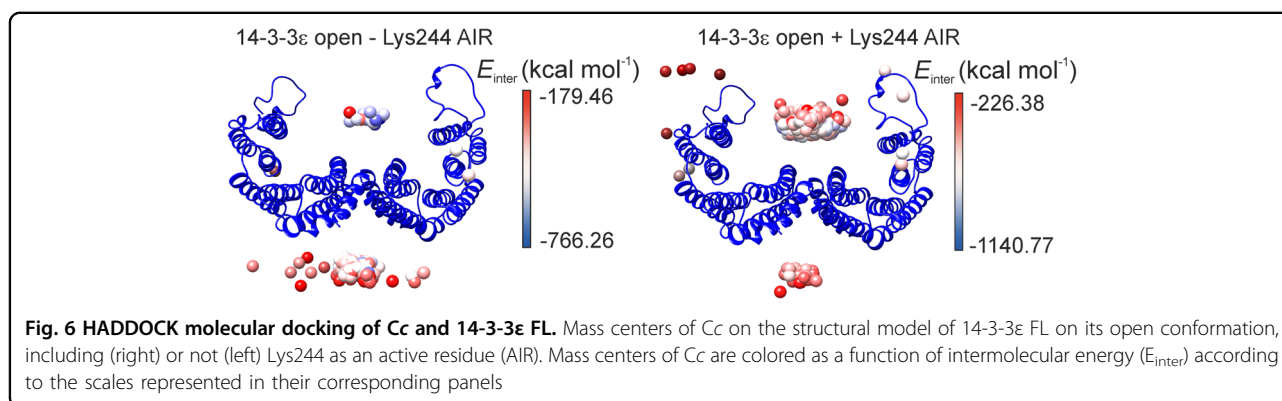 14-3-3ε open - Lys244 AIR
E_inter (kcal mol⁻¹)
-179.46
-766.26
14-3-3ε open + Lys244 AIR
E_inter (kcal mol⁻¹)
-226.38
-1140.77
Fig. 6 HADDOCK molecular docking of Cc and 14-3-3ε FL. Mass centers of Cc on the structural model of 14-3-3ε FL on its open conformation,
including (right) or not (left) Lys244 as an active residue (AIR). Mass centers of Cc are colored as a function of intermolecular energy (E_inter) according
to the scales represented in their corresponding panels